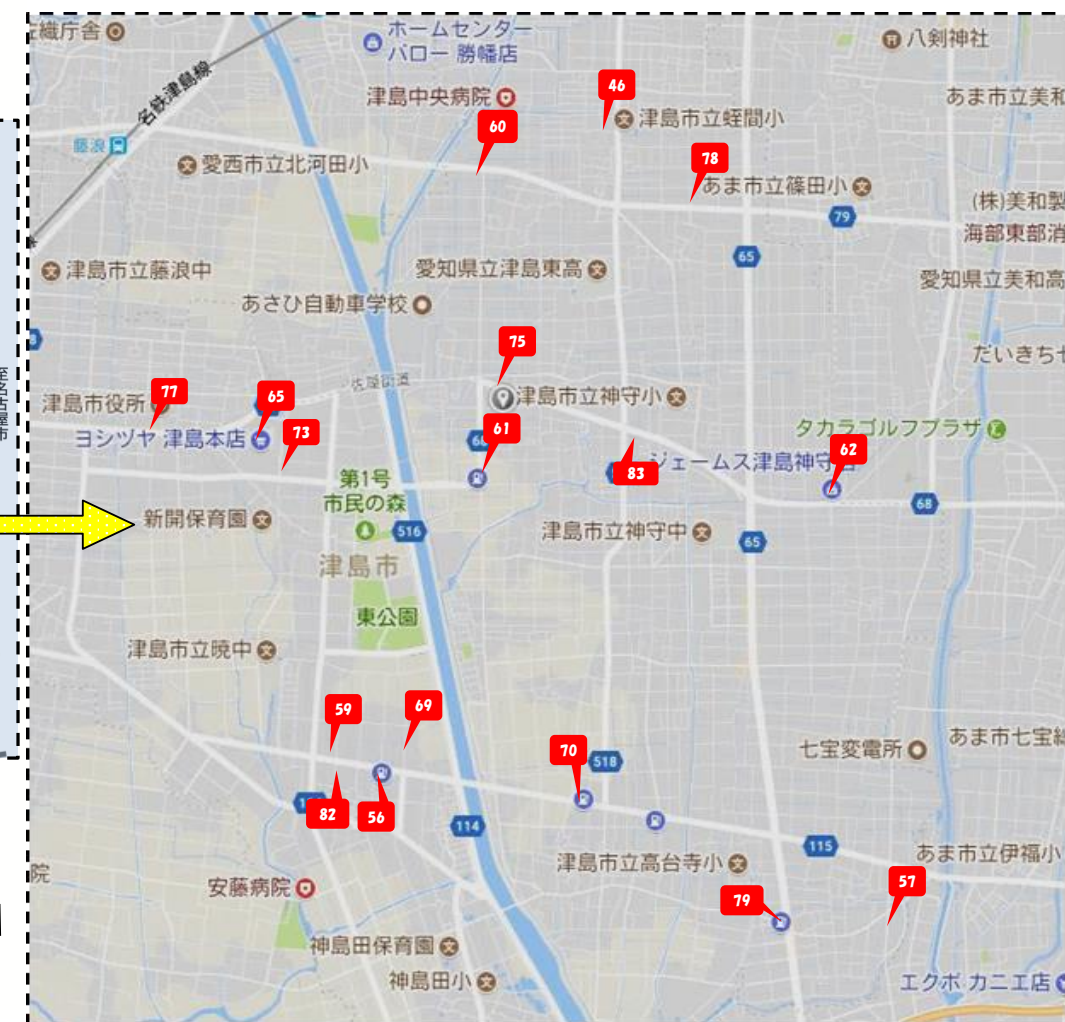 佐織庁舎
ホームセンター
バロー 勝幡店
八剣神社
名鉄津島線
津島中央病院
46
あま市立美和
60
津島市立蛭間小
藤浪
愛西市立北河田小
78
あま市立篠田小
(株)美和製
79
海部東部消
65
津島市立藤浪中
愛知県立津島東高
愛知県立美和高
あさひ自動車学校
75
だいきちセ
至名古屋市
佐屋街道
77
65
津島市役所
津島市立神守小
73
61
タカラゴルフプラザ
ヨシヅヤ 津島本店
62
ジェームス津島神守店
83
第1号
市民の森
68
新開保育園
516
津島市立神守中
65
津島市
東公園
津島市立暁中
59
69
70
518
七宝変電所
あま市七宝総
82
56
114
115
津島市立高台寺小
あま市立伊福小
院
57
安藤病院
79
神島田保育園
神島田小
エクボ カニエ店